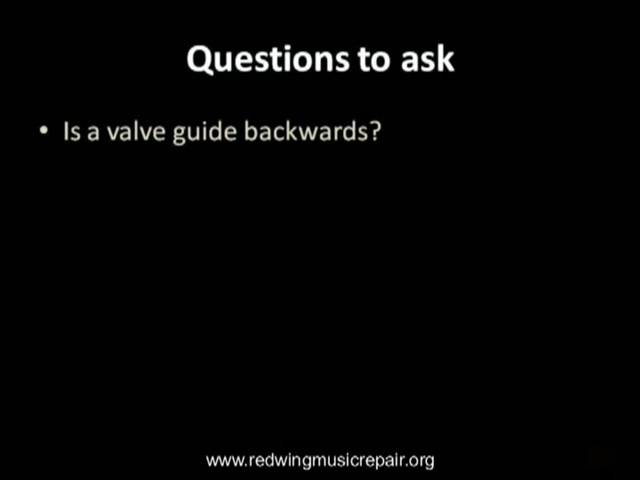 Questions to ask
• Is a valve guide backwards?
www.redwingmusicrepair.org